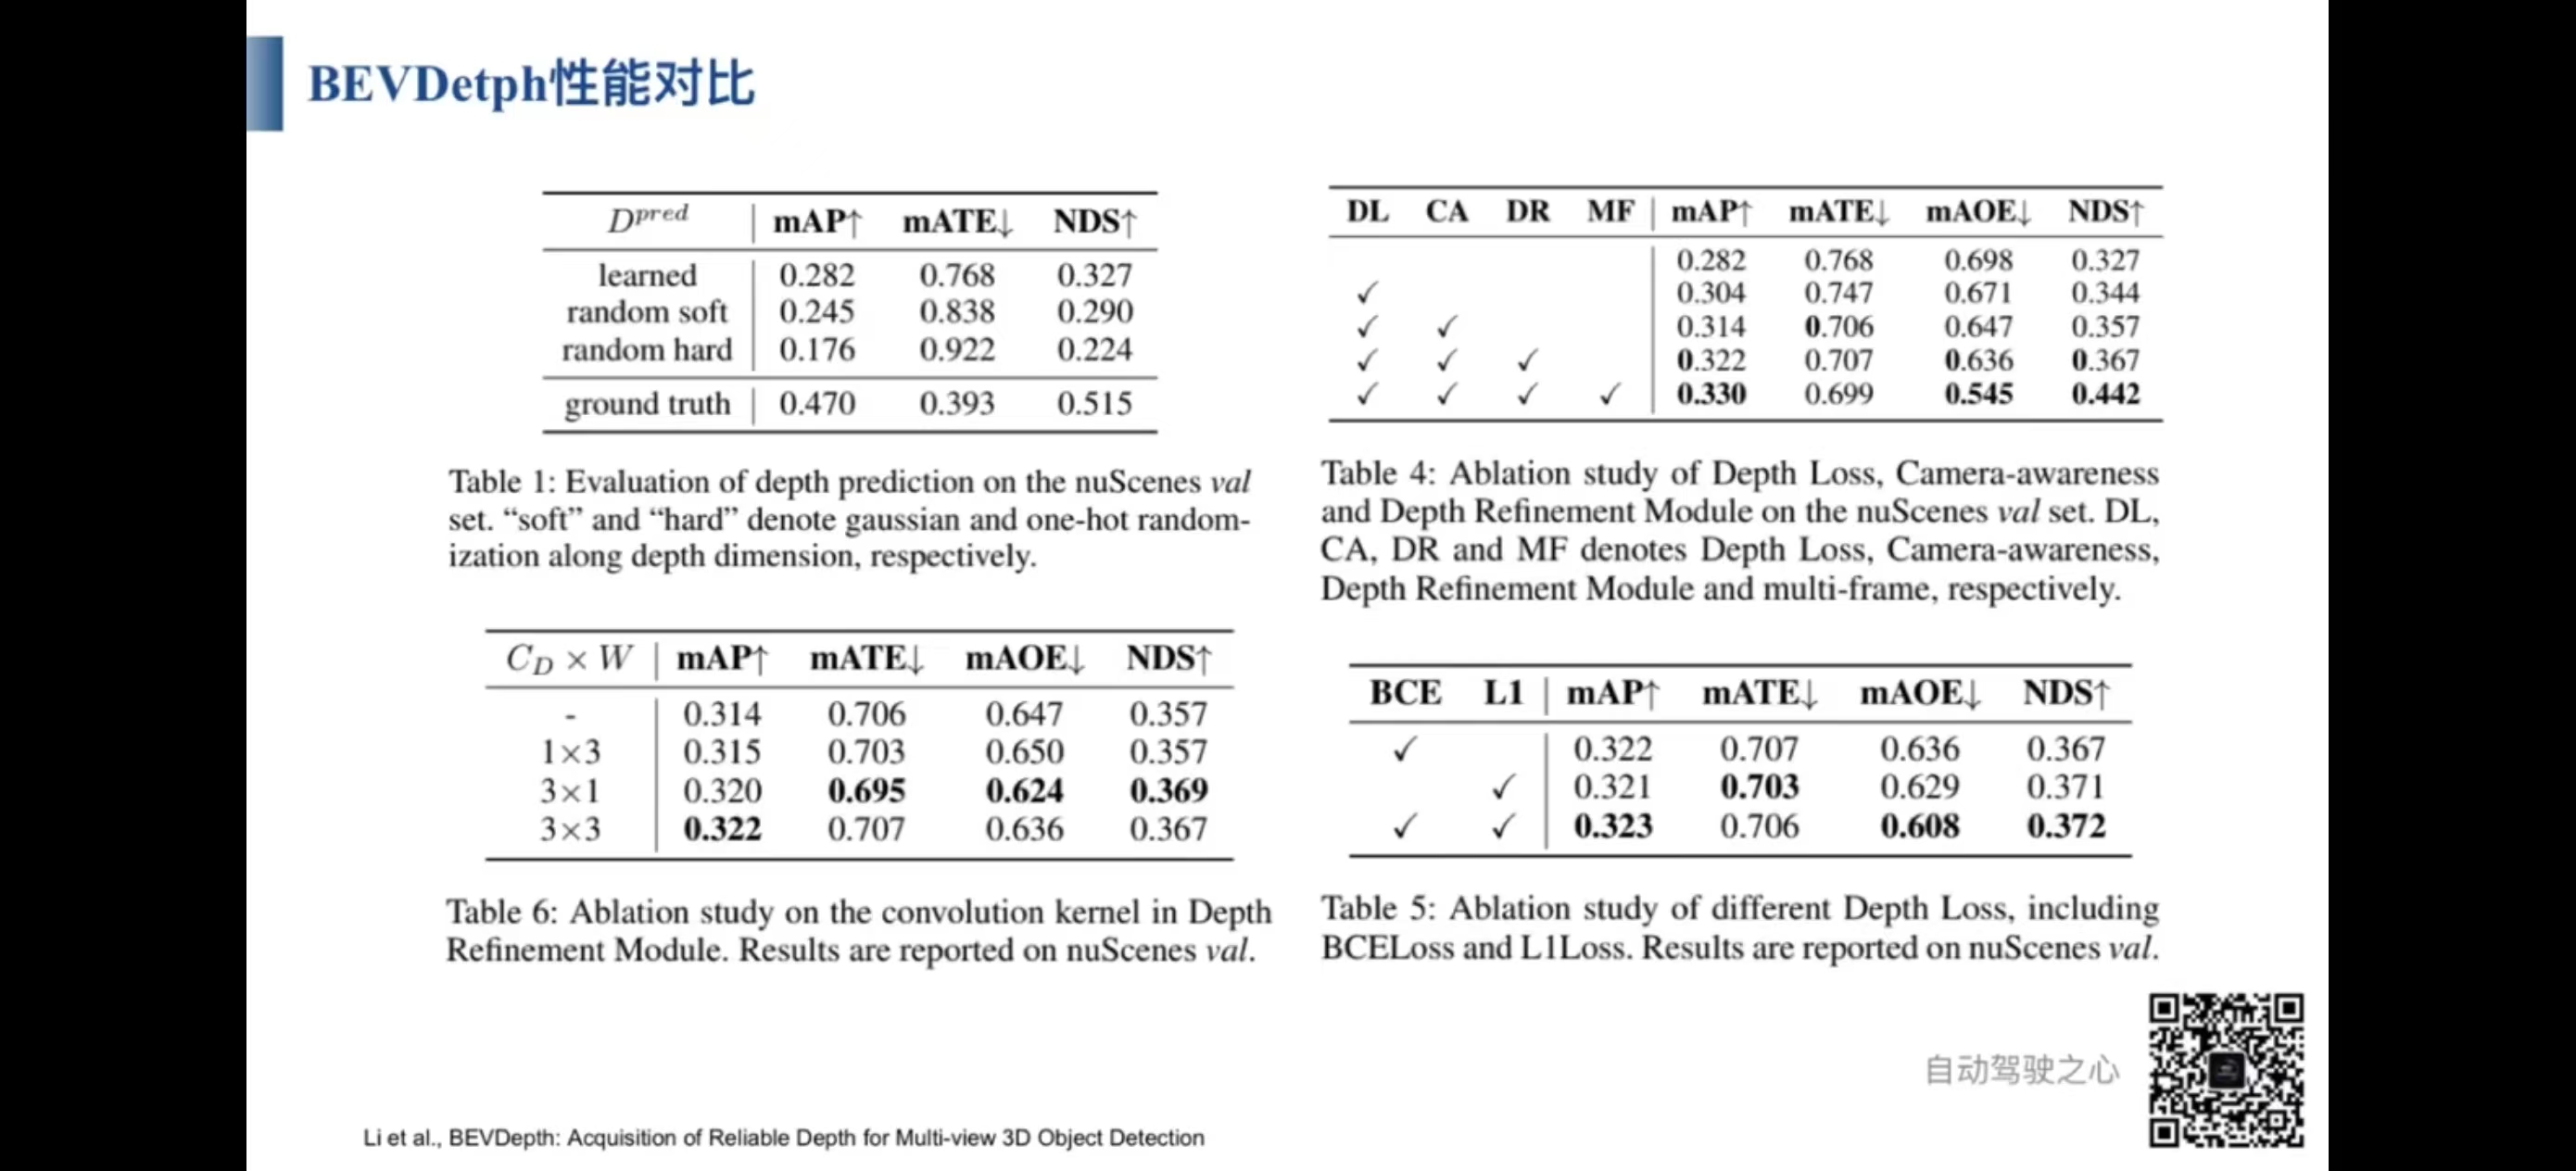 BEVDetph性能对比
D^pred mAP↑ mATE↓ NDS↑
learned 0.282 0.768 0.327
random soft 0.245 0.838 0.290
random hard 0.176 0.922 0.224
ground truth 0.470 0.393 0.515
Table 1: Evaluation of depth prediction on the nuScenes val
set. “soft” and “hard” denote gaussian and one-hot random-
ization along depth dimension, respectively.
DL CA DR MF mAP↑ mATE↓ mAOE↓ NDS↑
0.282 0.768 0.698 0.327
✓ 0.304 0.747 0.671 0.344
✓ ✓ 0.314 0.706 0.647 0.357
✓ ✓ ✓ 0.322 0.707 0.636 0.367
✓ ✓ ✓ ✓ 0.330 0.699 0.545 0.442
Table 4: Ablation study of Depth Loss, Camera-awareness
and Depth Refinement Module on the nuScenes val set. DL,
CA, DR and MF denotes Depth Loss, Camera-awareness,
Depth Refinement Module and multi-frame, respectively.
C_D × W mAP↑ mATE↓ mAOE↓ NDS↑
- 0.314 0.706 0.647 0.357
1×3 0.315 0.703 0.650 0.357
3×1 0.320 0.695 0.624 0.369
3×3 0.322 0.707 0.636 0.367
Table 6: Ablation study on the convolution kernel in Depth
Refinement Module. Results are reported on nuScenes val.
BCE L1 mAP↑ mATE↓ mAOE↓ NDS↑
✓ 0.322 0.707 0.636 0.367
✓ 0.321 0.703 0.629 0.371
✓ ✓ 0.323 0.706 0.608 0.372
Table 5: Ablation study of different Depth Loss, including
BCELoss and L1Loss. Results are reported on nuScenes val.
自动驾驶之心
Li et al., BEVDepth: Acquisition of Reliable Depth for Multi-view 3D Object Detection